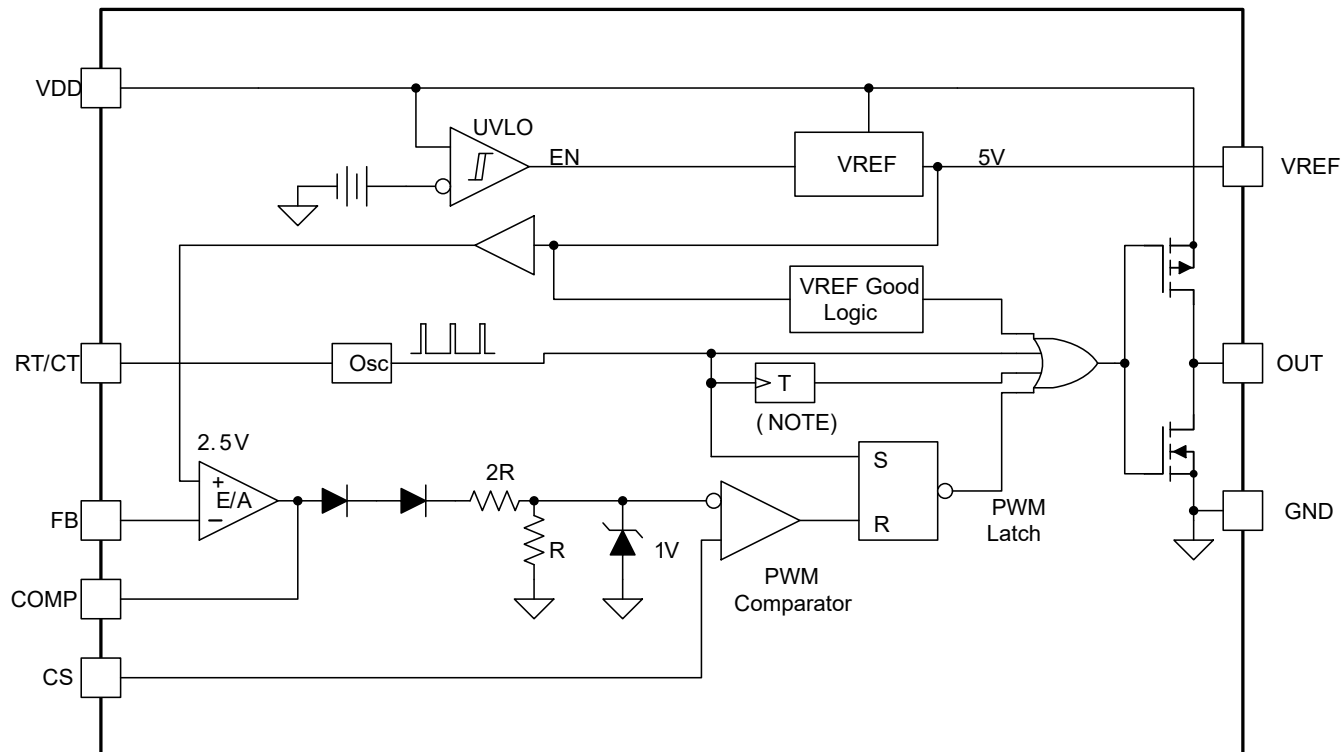 VDD
UVLO
EN
VREF
5V
VREF
VREF Good
Logic
RT/CT
Osc
T
(NOTE)
OUT
2.5V
+
E/A
−
2R
S
R
FB
R
1V
PWM
Latch
GND
PWM
Comparator
COMP
CS